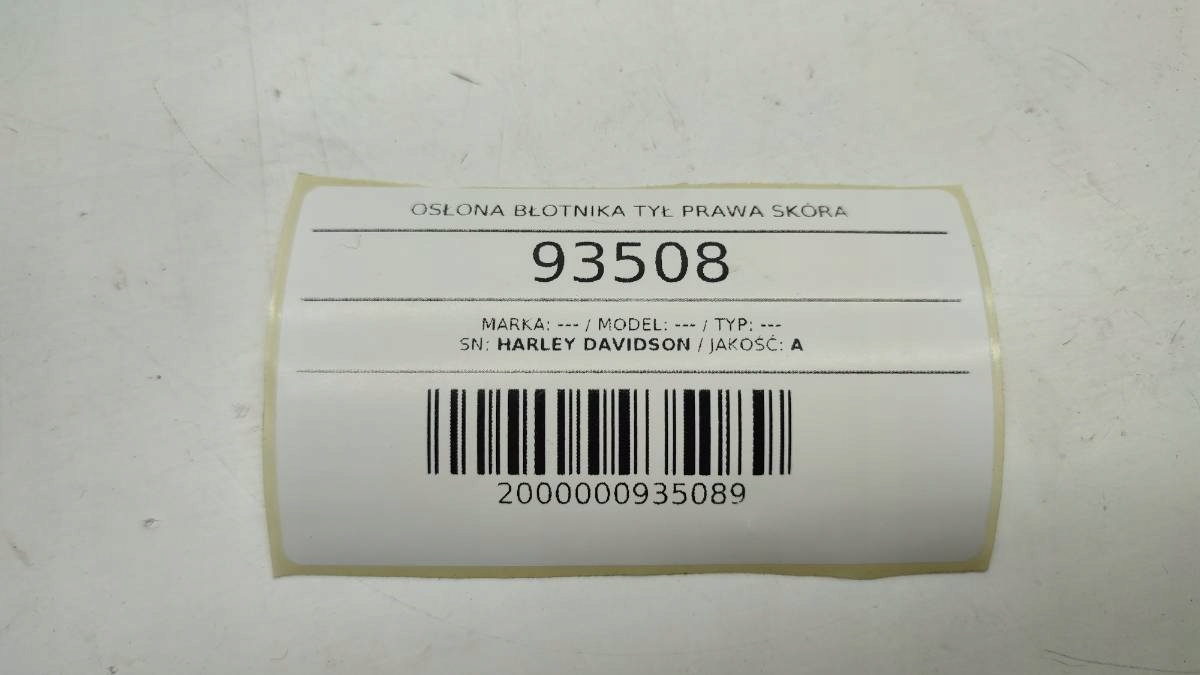 OSŁONA BŁOTNIKA TYŁ PRAWA SKÓRA
93508
MARKA: --- / MODEL: --- / TYP: ---
SN: HARLEY DAVIDSON / JAKOŚĆ: A
2000000935089